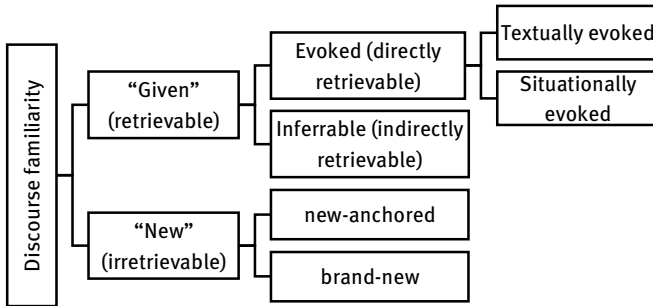 Discourse familiarity
“Given”
(retrievable)
Evoked (directly
retrievable)
Textually evoked
Situationally
evoked
Inferrable (indirectly
retrievable)
“New”
(irretrievable)
new-anchored
brand-new